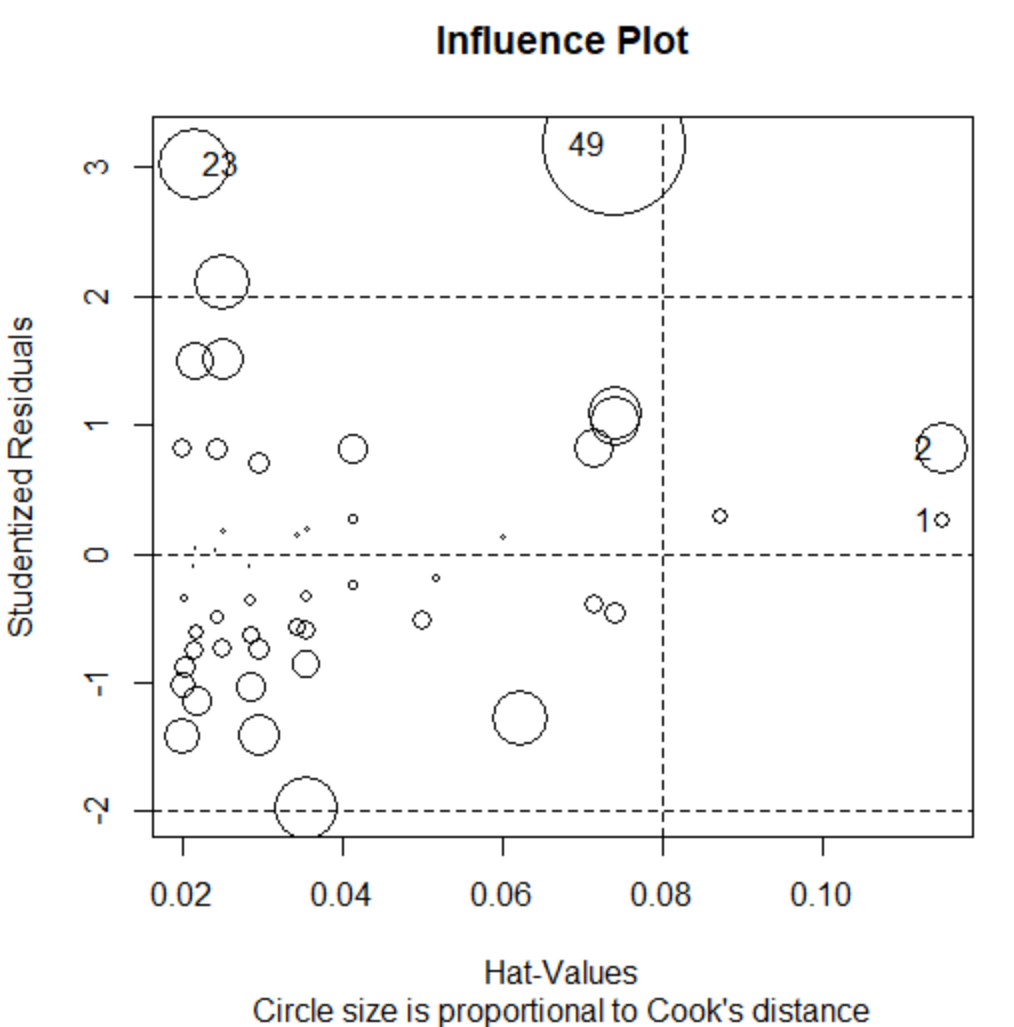 Influence Plot
Studentized Residuals
3
2
1
0
-1
-2
23
49
2
1
0.02 0.04 0.06 0.08 0.10
Hat-Values
Circle size is proportional to Cook's distance